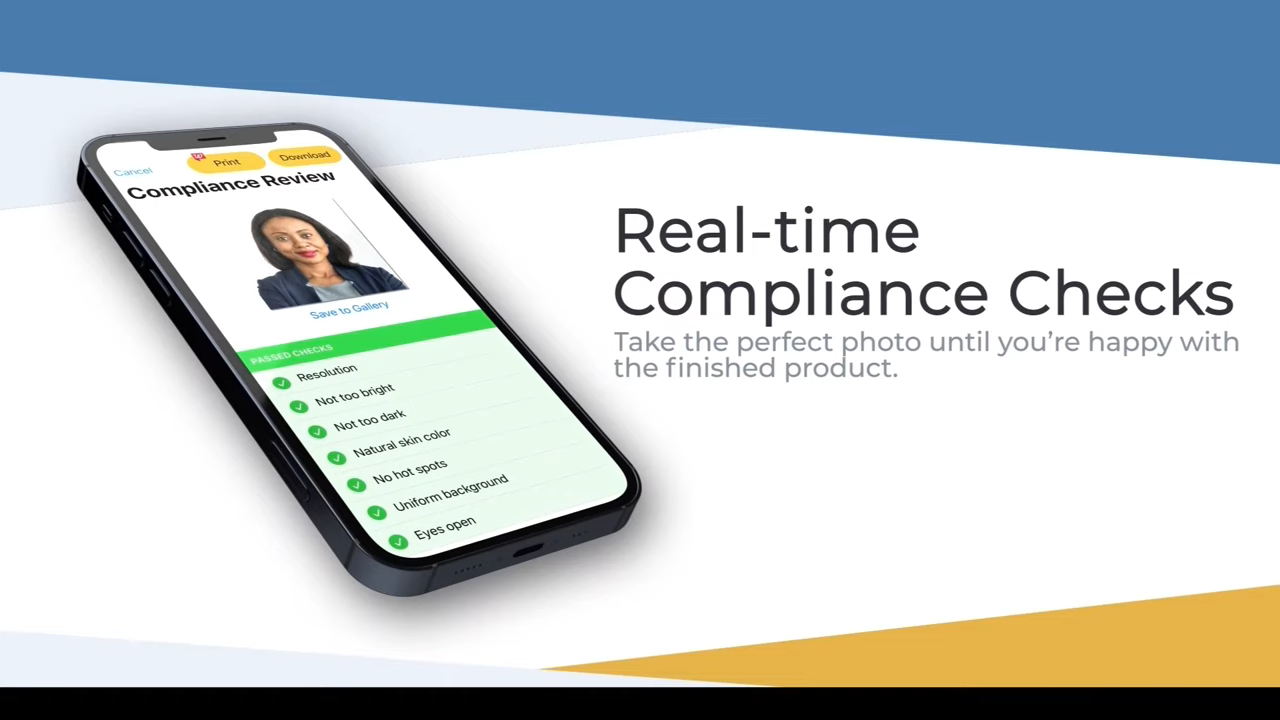 Cancel
Print
Download
Compliance Review
Save to Gallery
PASSED CHECKS
Resolution
Not too bright
Not too dark
Natural skin color
No hot spots
Uniform background
Eyes open
Real-time
Compliance Checks
Take the perfect photo until you’re happy with
the finished product.